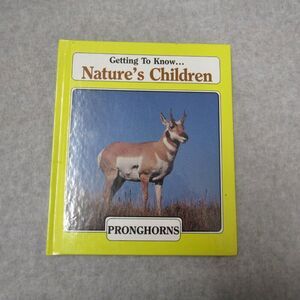 Getting To Know...
Nature's Children
PRONGHORNS